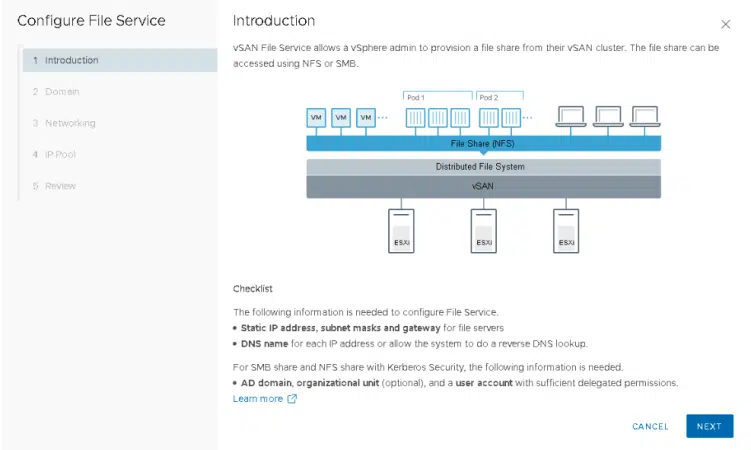 Configure File Service
1 Introduction
2 Domain
3 Networking
4 IP Pool
5 Review
Introduction
vSAN File Service allows a vSphere admin to provision a file share from their vSAN cluster. The file share can be
accessed using NFS or SMB.
Pod 1
Pod 2
VM VM VM ...
...
File Share (NFS)
Distributed File System
vSAN
ESXi ESXi ESXi
Checklist
The following information is needed to configure File Service.
• Static IP address, subnet masks and gateway for file servers
• DNS name for each IP address or allow the system to do a reverse DNS lookup.
For SMB share and NFS share with Kerberos Security, the following information is needed.
• AD domain, organizational unit (optional), and a user account with sufficient delegated permissions.
Learn more
CANCEL
NEXT